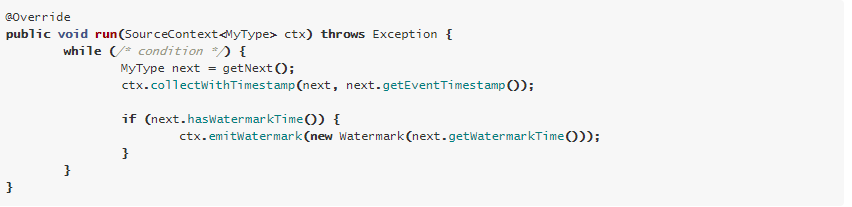 @Override
public void run(SourceContext<MyType> ctx) throws Exception {
        while (/* condition */) {
                MyType next = getNext();
                ctx.collectWithTimestamp(next, next.getEventTimestamp());

                if (next.hasWatermarkTime()) {
                        ctx.emitWatermark(new Watermark(next.getWatermarkTime()));
                }
        }
}